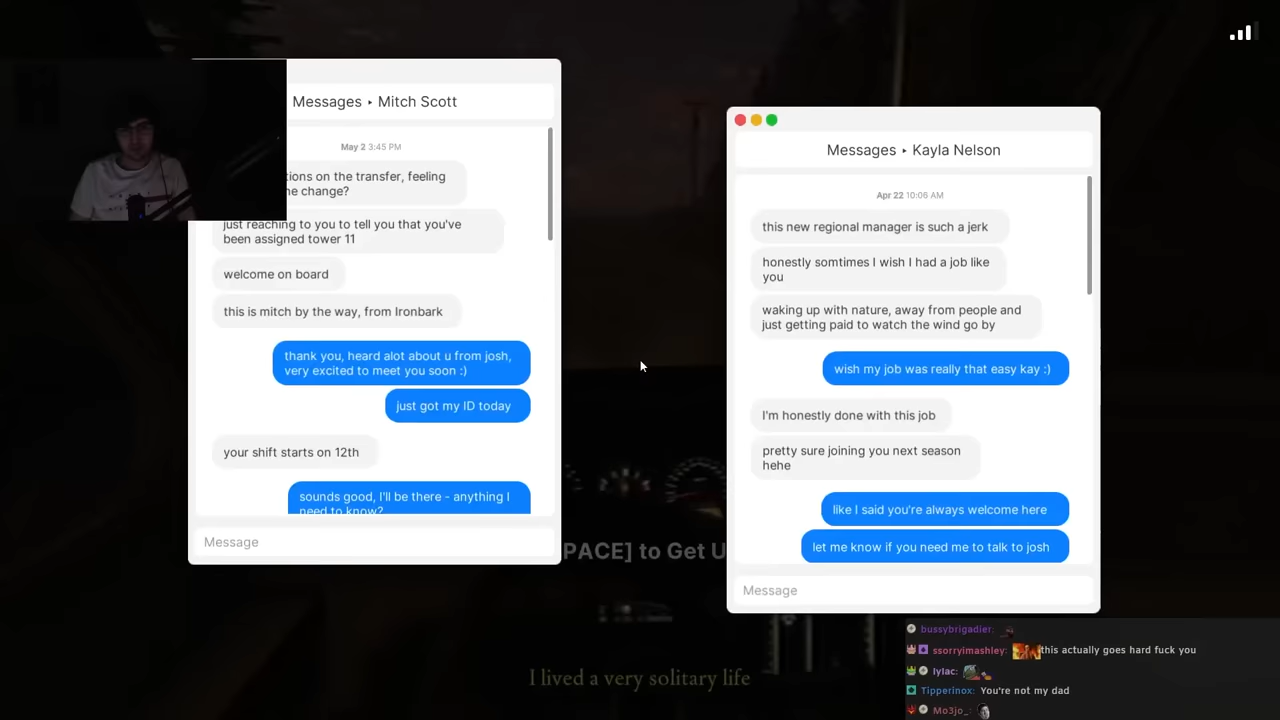 Messages ‣ Mitch Scott
May 2 3:45 PM
tions on the transfer, feeling
he change?
just reaching to you to tell you that you've
been assigned tower 11
welcome on board
this is mitch by the way, from Ironbark
thank you, heard alot about u from josh,
very excited to meet you soon :)
just got my ID today
your shift starts on 12th
sounds good, I'll be there - anything I
need to know?
Message
Messages ‣ Kayla Nelson
Apr 22 10:06 AM
this new regional manager is such a jerk
honestly somtimes I wish I had a job like
you
waking up with nature, away from people and
just getting paid to watch the wind go by
wish my job was really that easy kay :)
I'm honestly done with this job
pretty sure joining you next season
hehe
like I said you're always welcome here
let me know if you need me to talk to josh
Message
PACE] to Get U
I lived a very solitary life
bussybrigadier:
ssorryimashley: this actually goes hard fuck you
lylac:
Tipperinox: You're not my dad
Mo3jo_: